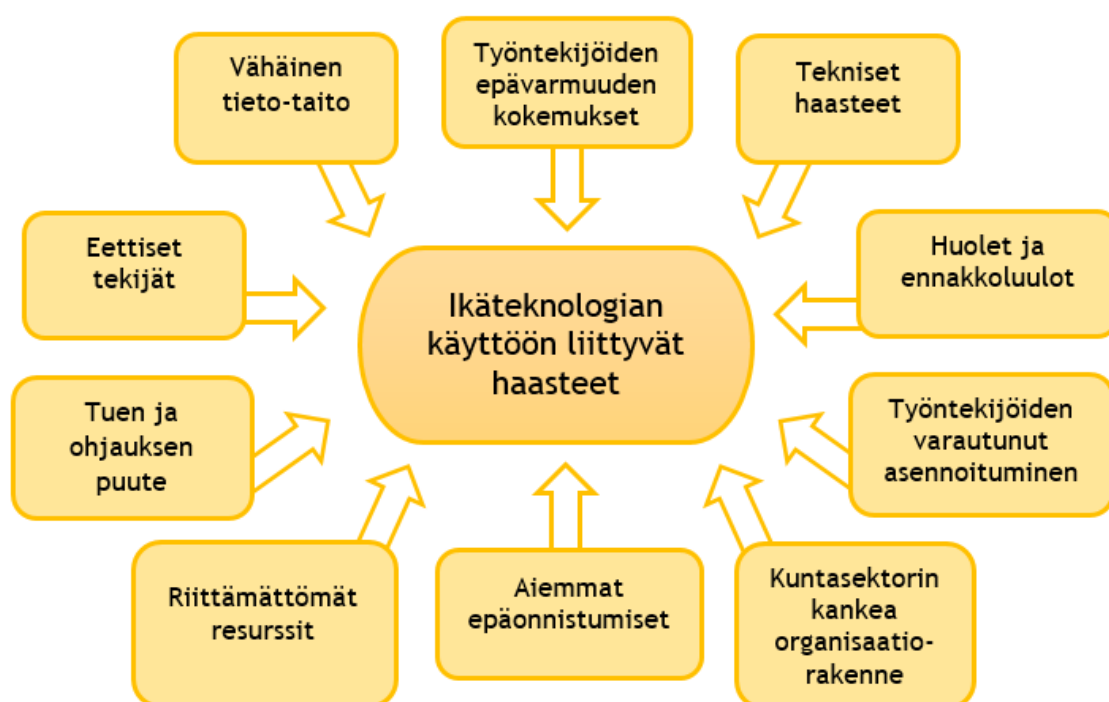 Vähäinen
tieto-taito
Työntekijöiden
epävarmuuden
kokemukset
Tekniset
haasteet
Eettiset
tekijät
Huolet ja
ennakkoluulot
Ikäteknologian
käyttöön liittyvät
haasteet
Tuen ja
ohjauksen
puute
Työntekijöiden
varautunut
asennoituminen
Riittämättömät
resurssit
Aiemmat
epäonnistumiset
Kuntasektorin
kankea
organisaatio-
rakenne